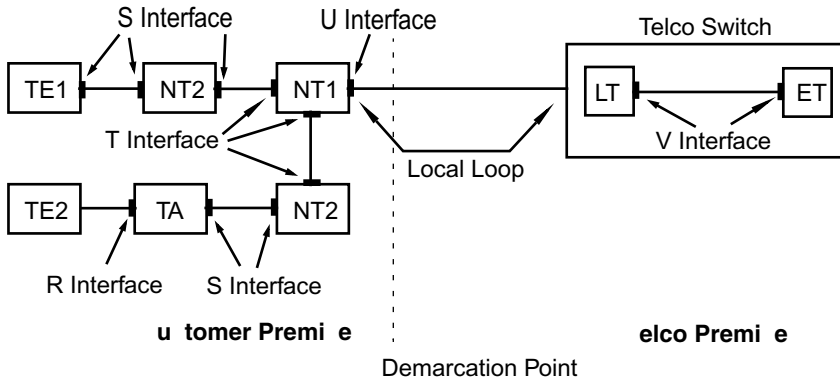 S Interface
U Interface
Telco Switch
TE1
NT2
NT1
LT
ET
T Interface
Local Loop
V Interface
TE2
TA
NT2
R Interface
S Interface
u tomer Premi e
elco Premi e
Demarcation Point